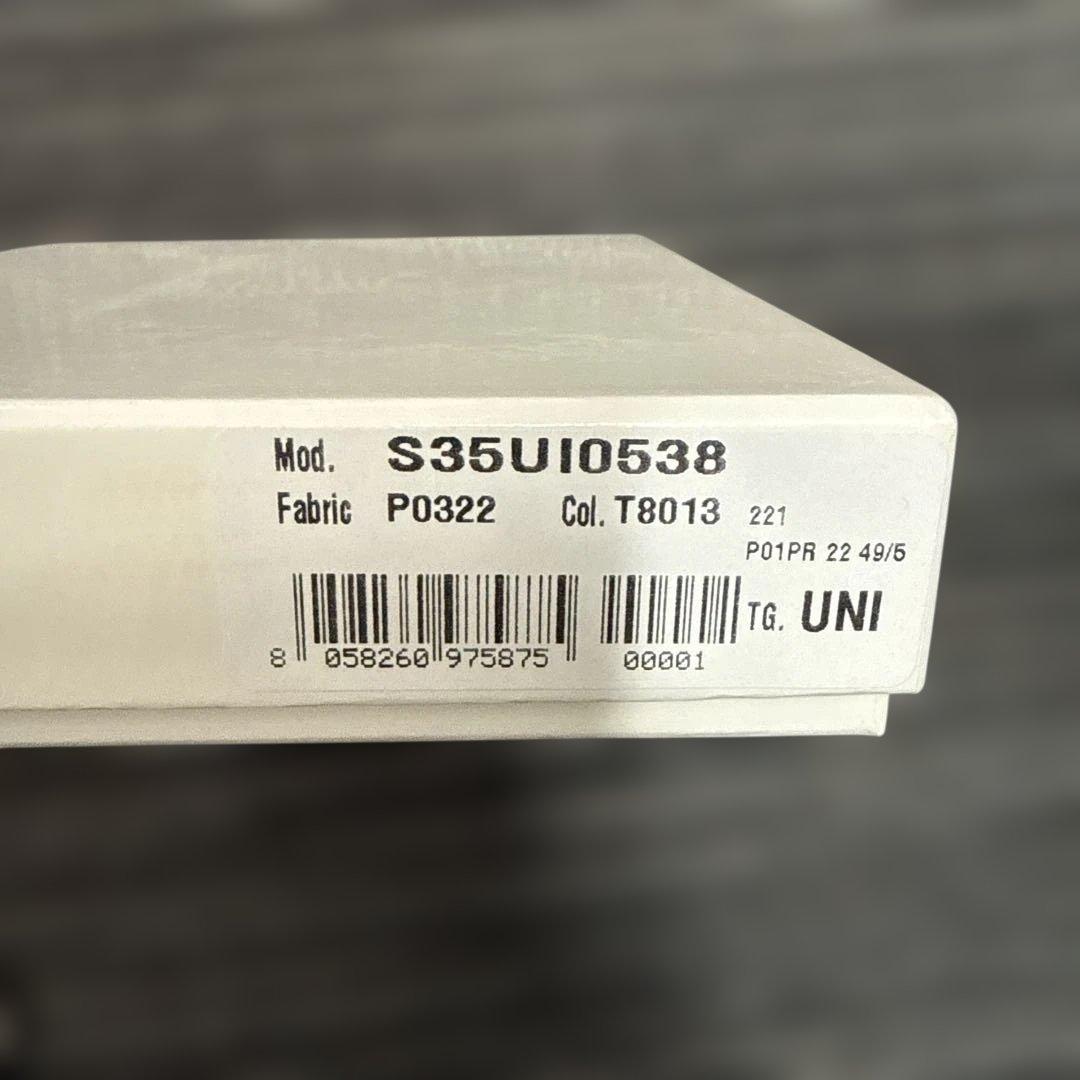 Mod. S35UI0538
Fabric P0322 Col. T8013 221
P01PR 22 49/5
TG. UNI
8 058260 975875 00001